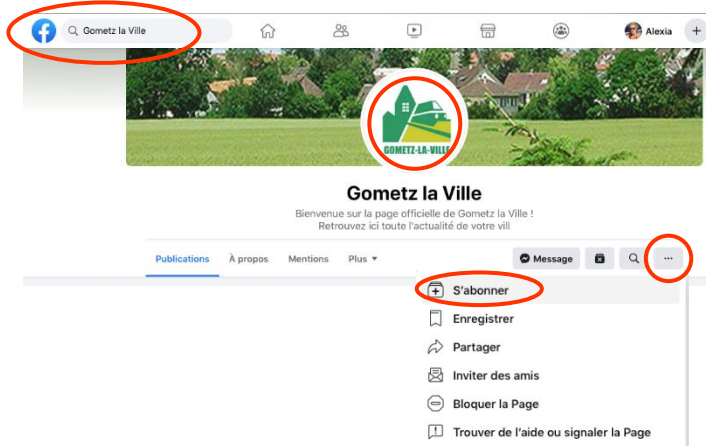 Gometz la Ville
Alexia
GOMETZ-LA-VILLE
Gometz la Ville
Bienvenue sur la page officielle de Gometz la Ville !
Retrouvez ici toute l'actualité de votre vill
Publications À propos Mentions Plus
Message
S'abonner
Enregistrer
Partager
Inviter des amis
Bloquer la Page
Trouver de l'aide ou signaler la Page